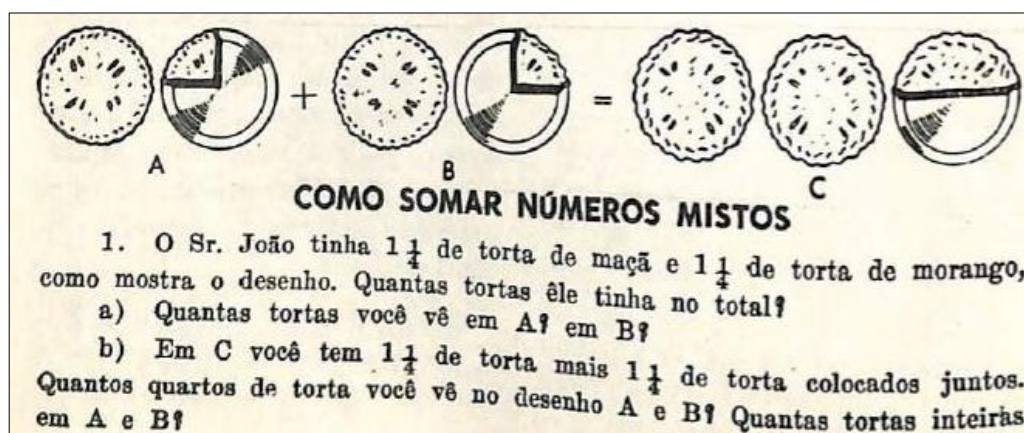 + =
A B C
COMO SOMAR NÚMEROS MISTOS
1. O Sr. João tinha 1 1/4 de torta de maçã e 1 1/4 de torta de morango,
como mostra o desenho. Quantas tortas êle tinha no total?
a) Quantas tortas você vê em A? em B?
b) Em C você tem 1 1/4 de torta mais 1 1/4 de torta colocados juntos.
Quantos quartos de torta você vê no desenho A e B? Quantas tortas inteiras
em A e B?